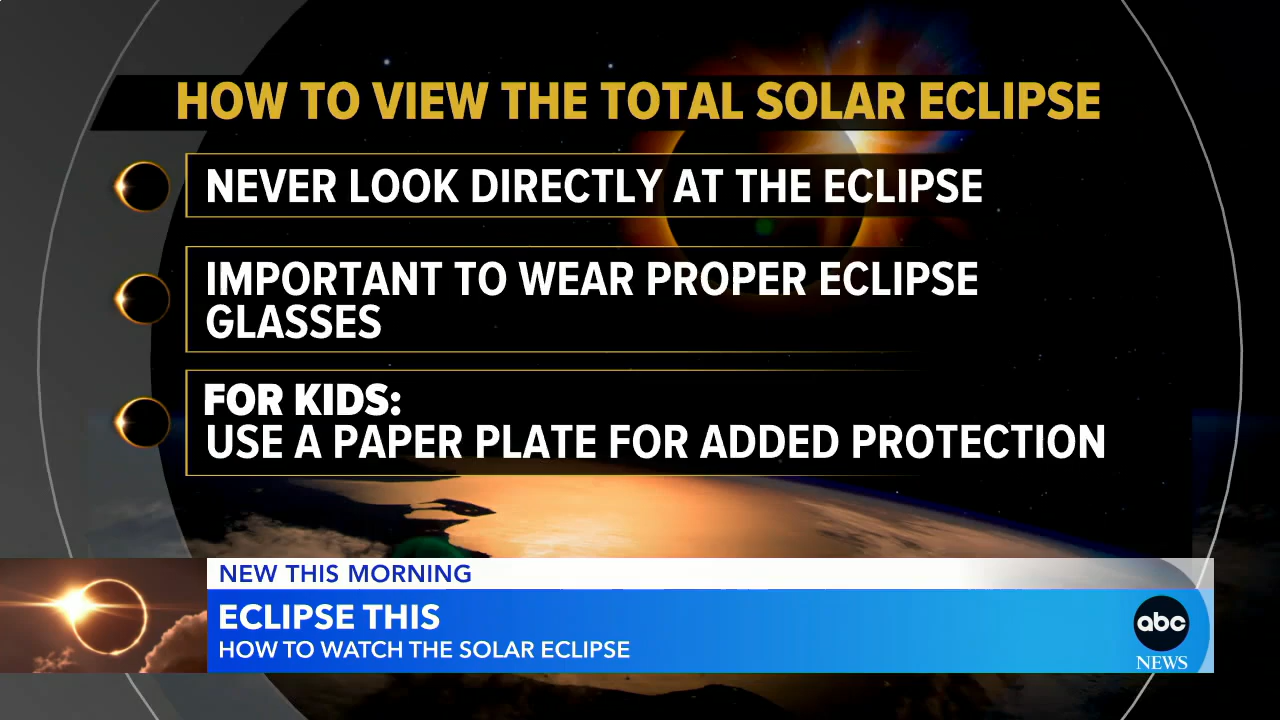 HOW TO VIEW THE TOTAL SOLAR ECLIPSE
NEVER LOOK DIRECTLY AT THE ECLIPSE
IMPORTANT TO WEAR PROPER ECLIPSE
GLASSES
FOR KIDS:
USE A PAPER PLATE FOR ADDED PROTECTION
NEW THIS MORNING
ECLIPSE THIS
HOW TO WATCH THE SOLAR ECLIPSE
abc
NEWS